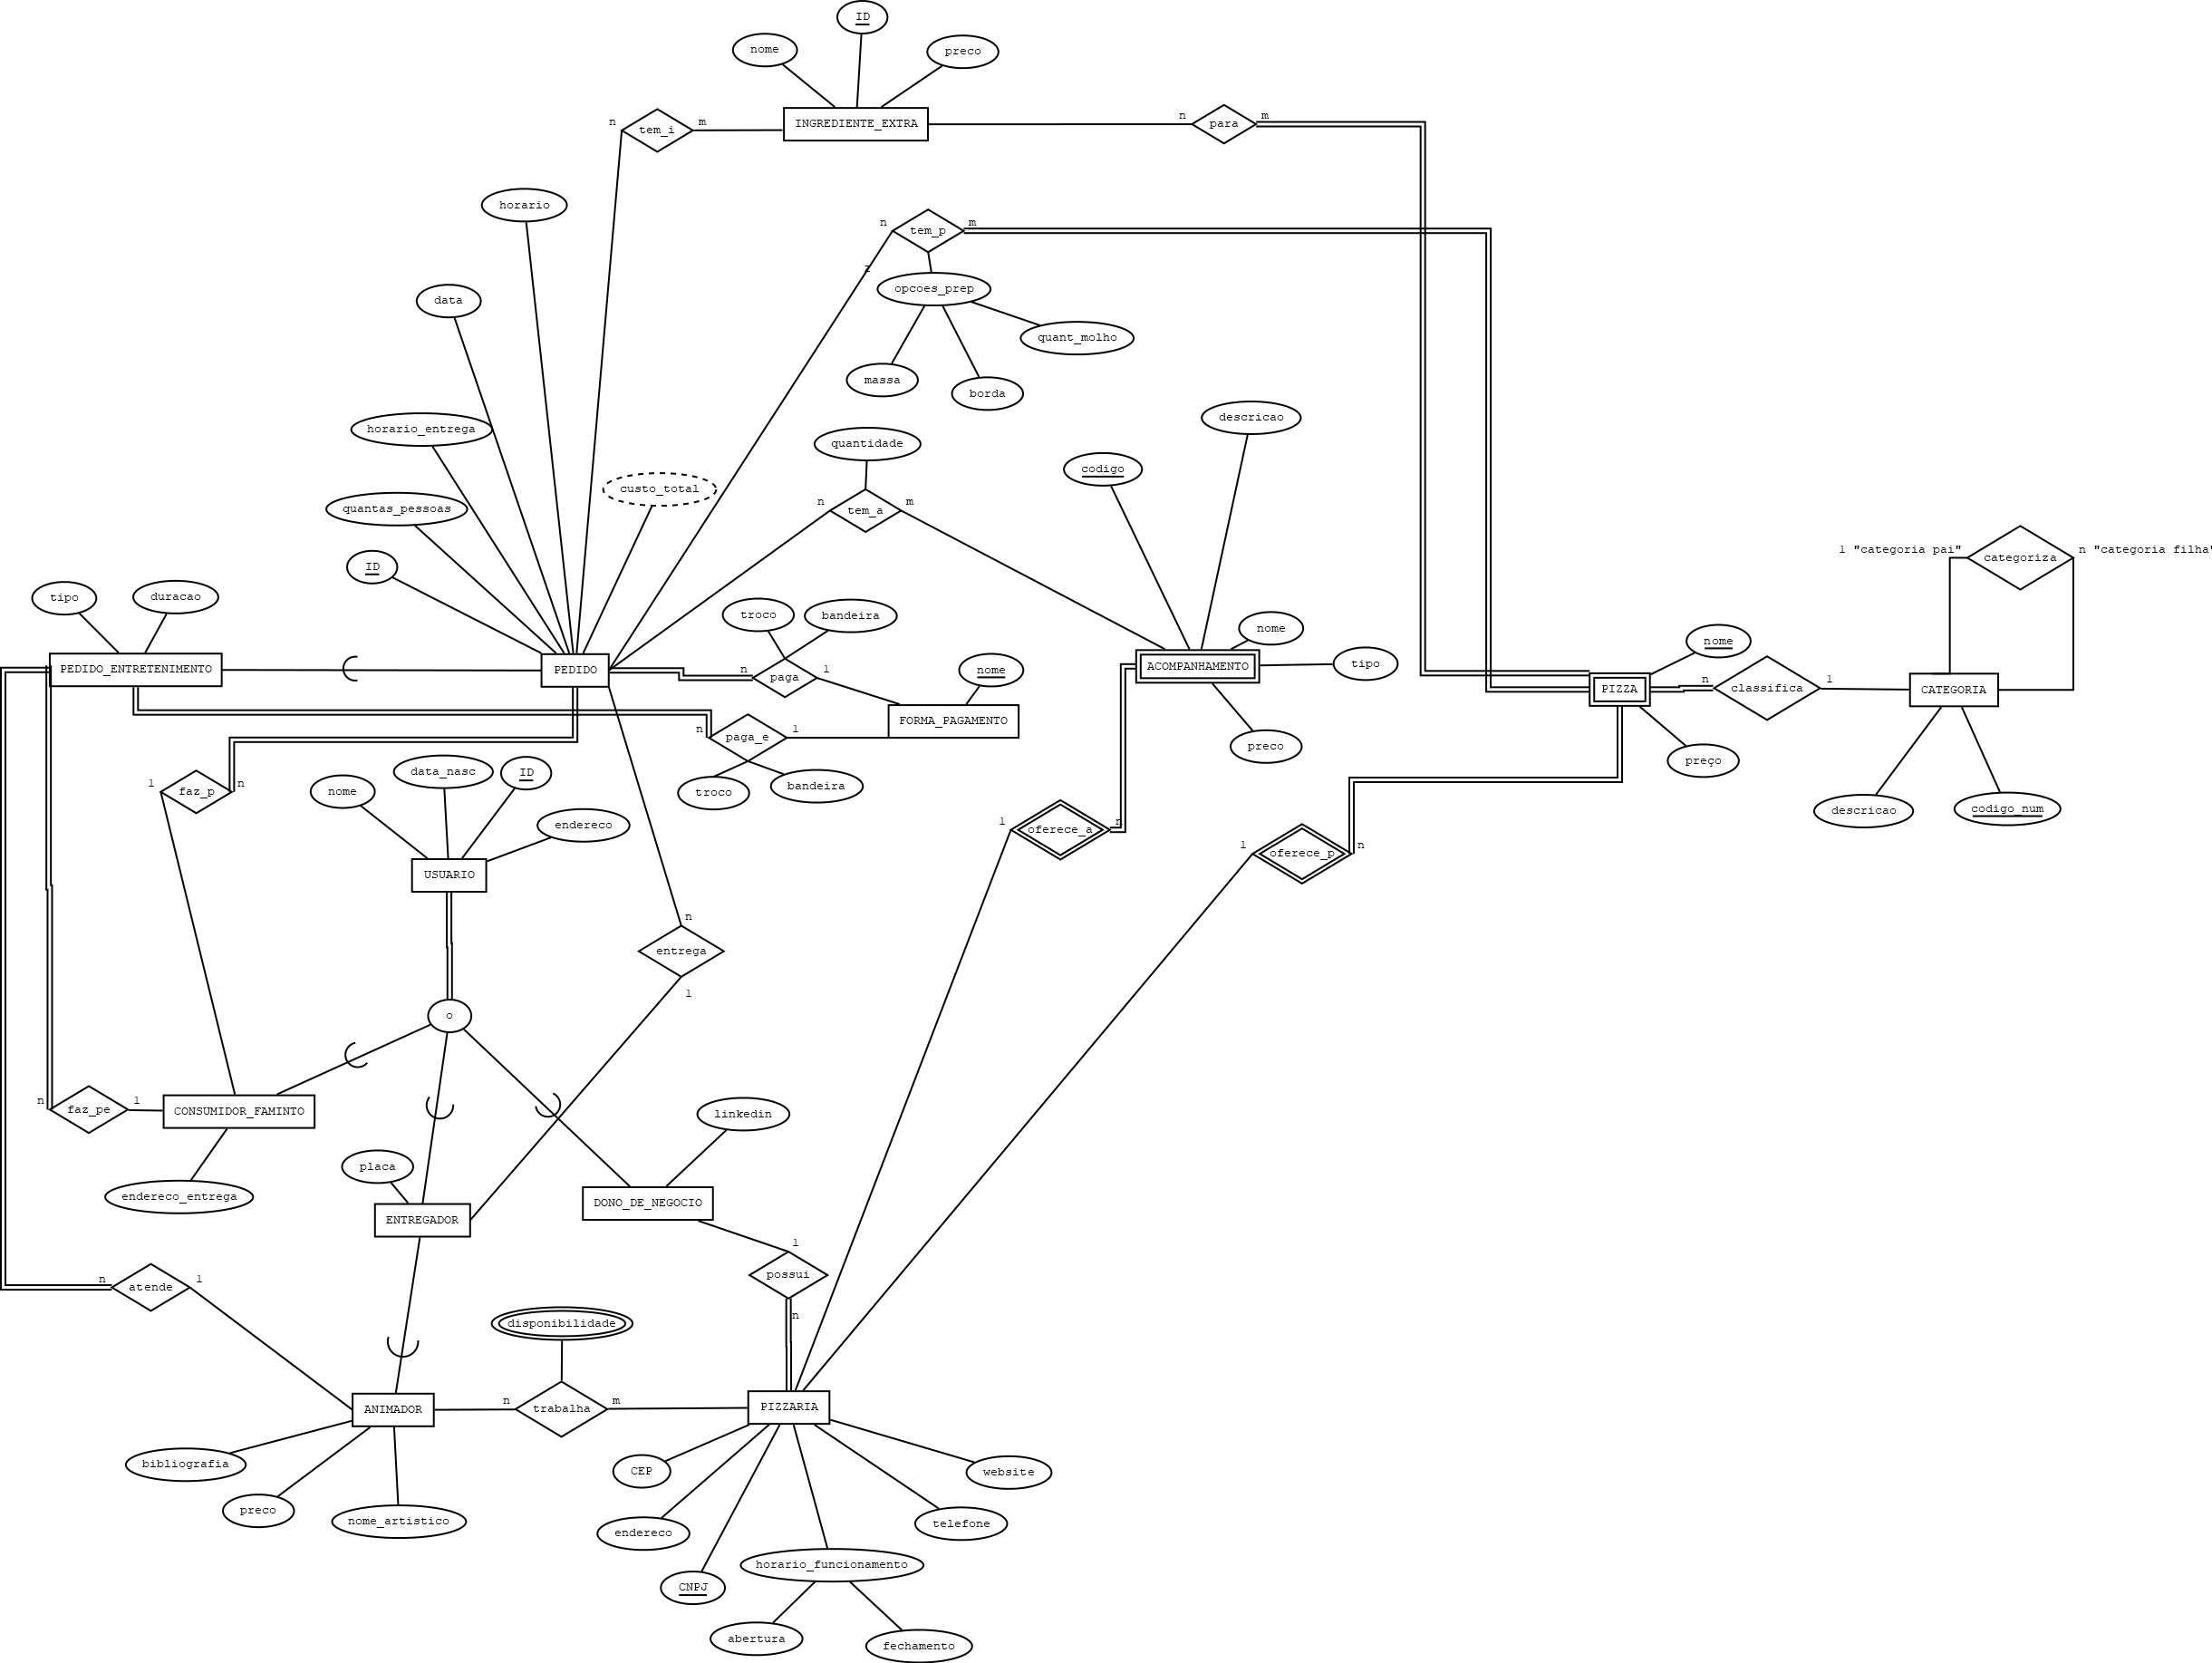 ID
nome
preco
INGREDIENTE_EXTRA
n
tem_i
m
n
para
m
horario
n
tem_p
m
z
opcoes_prep
data
quant_molho
massa
borda
descricao
horario_entrega
quantidade
codigo
custo_total
quantas_pessoas
n
tem_a
m
1 "categoria pai"
categoriza
n "categoria filha"
ID
tipo
duracao
troco
bandeira
nome
nome
PEDIDO_ENTRETENIMENTO
PEDIDO
n
paga
1
nome
ACOMPANHAMENTO
tipo
PIZZA
n
classifica
1
CATEGORIA
FORMA_PAGAMENTO
n
paga_e
1
preco
preço
1
faz_p
n
nome
data_nasc
ID
troco
bandeira
endereco
1
oferece_a
n
descricao
codigo_num
1
oferece_p
n
USUARIO
n
entrega
1
o
n
faz_pe
1
CONSUMIDOR_FAMINTO
linkedin
placa
endereco_entrega
DONO_DE_NEGOCIO
ENTREGADOR
1
possui
n
n
atende
1
disponibilidade
ANIMADOR
n
trabalha
m
PIZZARIA
bibliografia
CEP
website
preco
nome_artistico
endereco
telefone
horario_funcionamento
CNPJ
abertura
fechamento